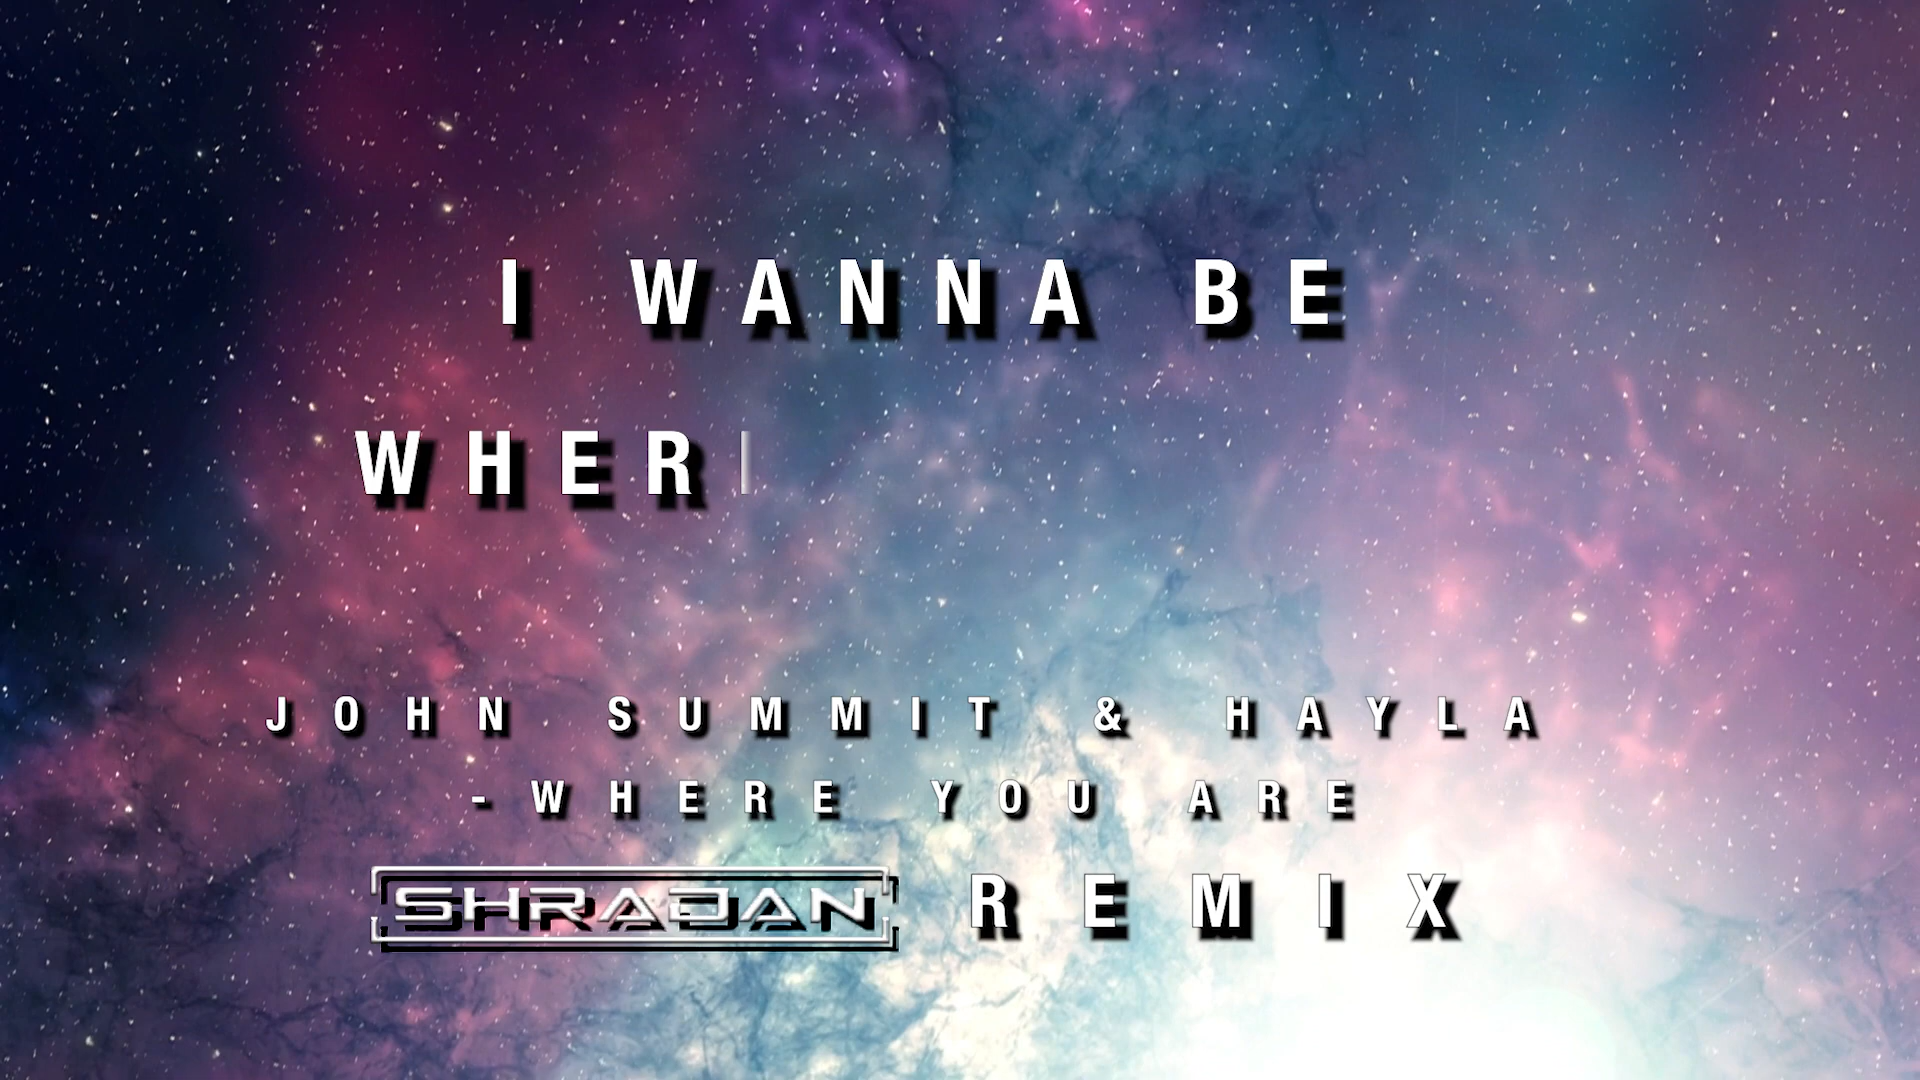 I WANNA BE
WHER
JOHN SUMMIT & HAYLA
-WHERE YOU ARE
SHRADAN REMIX